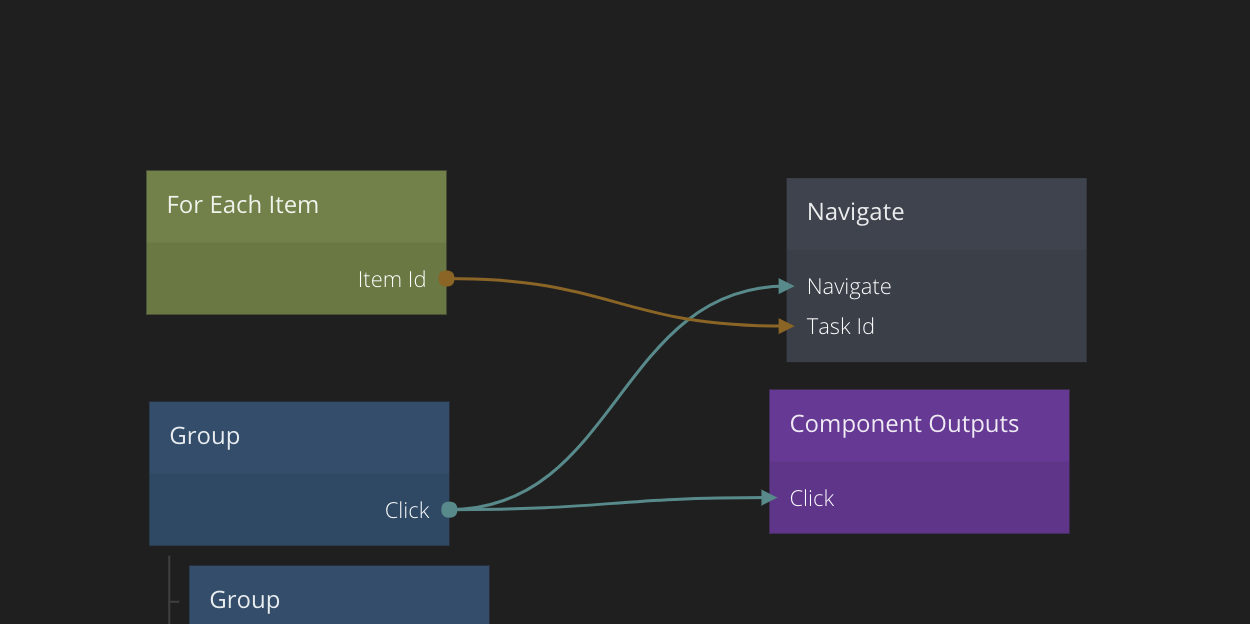 For Each Item
Item Id
Navigate
Navigate
Task Id
Group
Click
Component Outputs
Click
Group